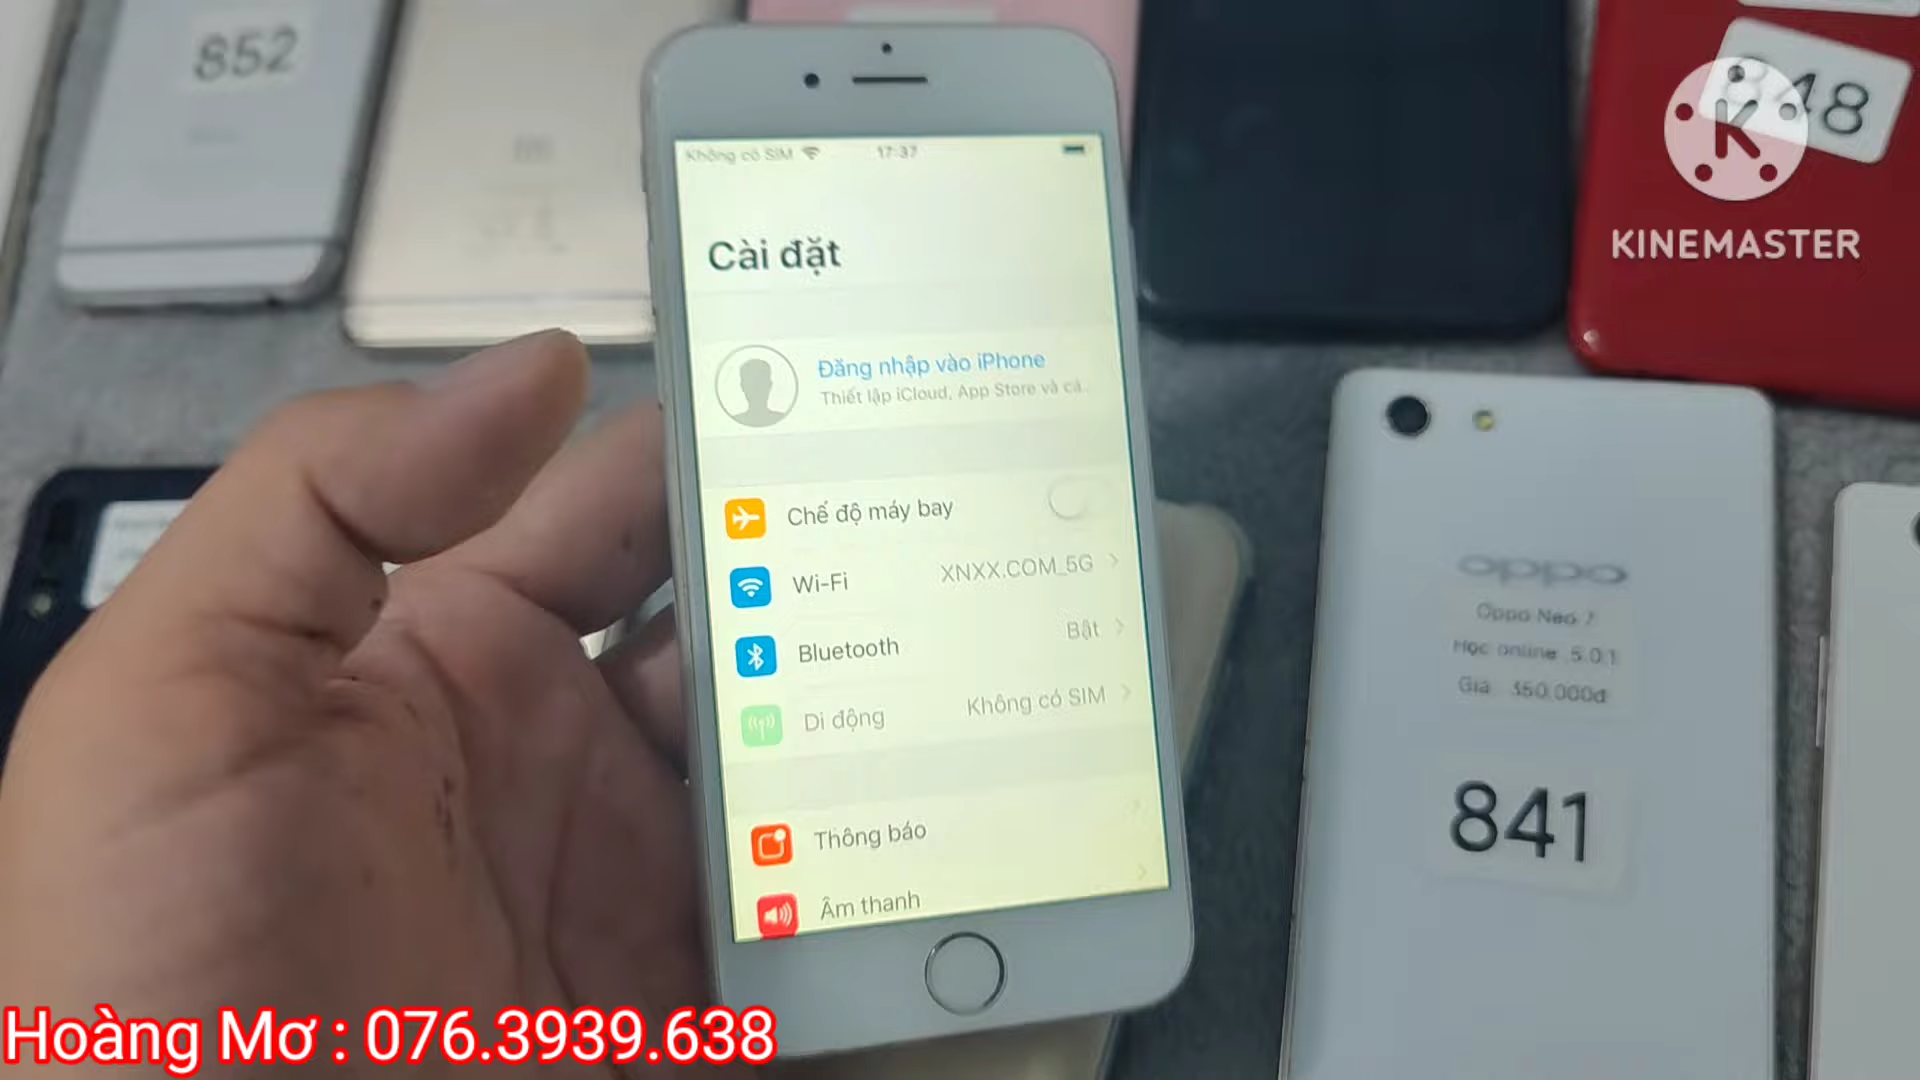 852
848
KINEMASTER
Không có SIM 17:37
Cài đặt
Đăng nhập vào iPhone
Thiết lập iCloud, App Store và cá...
Chế độ máy bay
Wi-Fi XNXX.COM_5G
Bluetooth Bật
Di động Không có SIM
Thông báo
Âm thanh
oppo
Oppo Neo 7
Học online 5.0.1
Giá 350.000đ
841
Hoàng Mơ : 076.3939.638